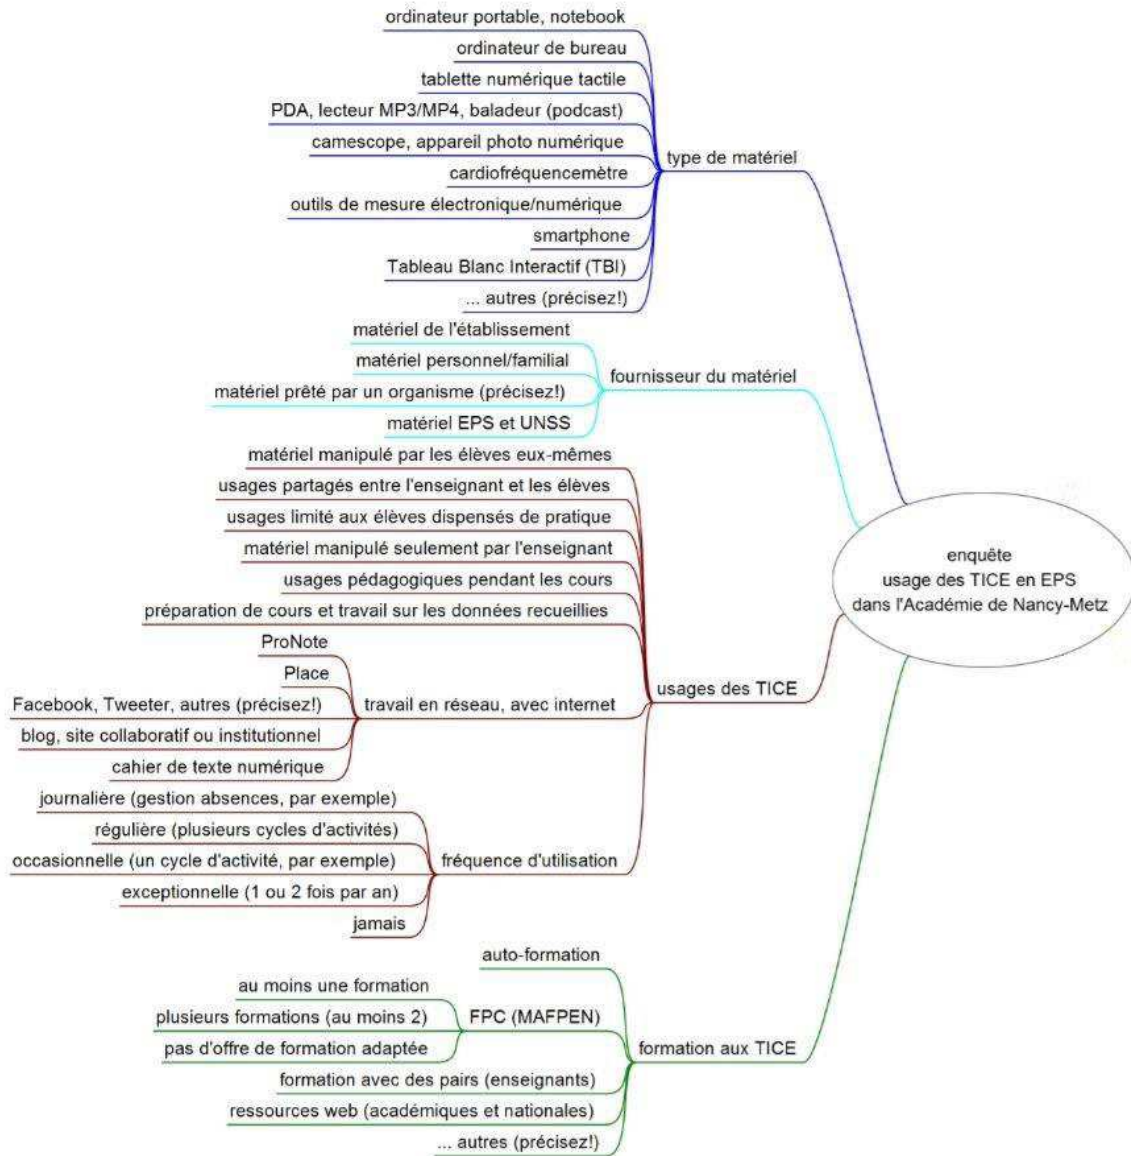 ordinateur portable, notebook
ordinateur de bureau
tablette numérique tactile
PDA, lecteur MP3/MP4, baladeur (podcast)
camescope, appareil photo numérique
cardiofréquencemètre
outils de mesure électronique/numérique
smartphone
Tableau Blanc Interactif (TBI)
... autres (précisez!)
type de matériel
matériel de l'établissement
matériel personnel/familial
matériel prêté par un organisme (précisez!)
matériel EPS et UNSS
fournisseur du matériel
matériel manipulé par les élèves eux-mêmes
usages partagés entre l'enseignant et les élèves
usages limité aux élèves dispensés de pratique
matériel manipulé seulement par l'enseignant
usages pédagogiques pendant les cours
préparation de cours et travail sur les données recueillies
ProNote
Place
Facebook, Tweeter, autres (précisez!)
blog, site collaboratif ou institutionnel
cahier de texte numérique
travail en réseau, avec internet
journalière (gestion absences, par exemple)
régulière (plusieurs cycles d'activités)
occasionnelle (un cycle d'activité, par exemple)
exceptionnelle (1 ou 2 fois par an)
jamais
fréquence d'utilisation
usages des TICE
auto-formation
au moins une formation
plusieurs formations (au moins 2)
pas d'offre de formation adaptée
FPC (MAFPEN)
formation avec des pairs (enseignants)
ressources web (académiques et nationales)
... autres (précisez!)
formation aux TICE
enquête
usage des TICE en EPS
dans l'Académie de Nancy-Metz